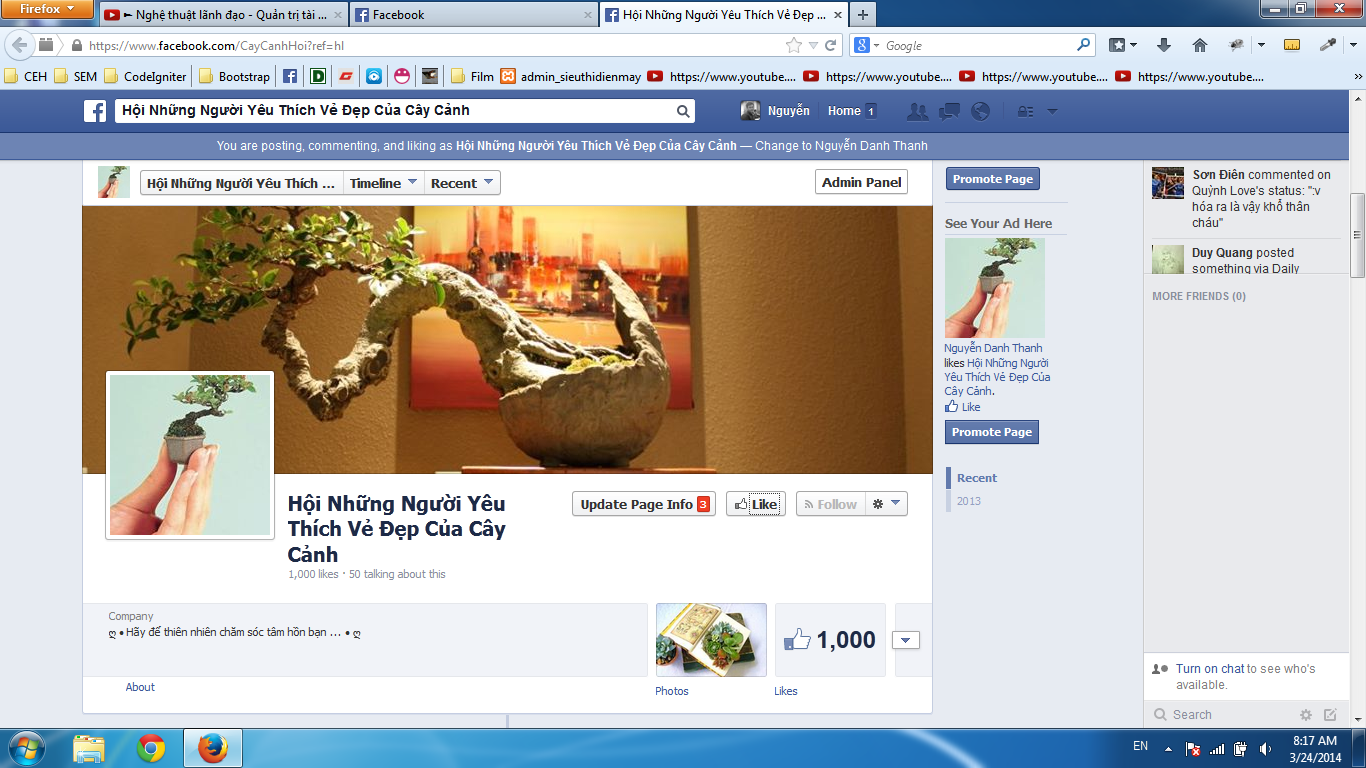 Firefox
► Nghệ thuật lãnh đạo - Quản trị tài ...
Facebook
Hội Những Người Yêu Thích Vẻ Đẹp ...
https://www.facebook.com/CayCanhHoi?ref=hl
Google
CEH
SEM
CodeIgniter
Bootstrap
Film
admin_sieuthidienmay
https://www.youtube....
https://www.youtube....
https://www.youtube....
https://www.youtube....
Hội Những Người Yêu Thích Vẻ Đẹp Của Cây Cảnh
Nguyễn
Home 1
You are posting, commenting, and liking as Hội Những Người Yêu Thích Vẻ Đẹp Của Cây Cảnh — Change to Nguyễn Danh Thanh
Hội Những Người Yêu Thích ...
Timeline
Recent
Admin Panel
Hội Những Người Yêu
Thích Vẻ Đẹp Của Cây
Cảnh
1,000 likes · 50 talking about this
Update Page Info 3
Like
Follow
Company
ღ • Hãy để thiên nhiên chăm sóc tâm hồn bạn ... • ღ
About
Photos
1,000
Likes
Promote Page
See Your Ad Here
Nguyễn Danh Thanh
likes Hội Những Người
Yêu Thích Vẻ Đẹp Của
Cây Cảnh.
Like
Promote Page
Recent
2013
Sơn Điên commented on
Quỳnh Love's status: ":v
hóa ra là vậy khổ thân
cháu"
Duy Quang posted
something via Daily
MORE FRIENDS (0)
Turn on chat to see who's
available.
Search
EN
8:17 AM
3/24/2014